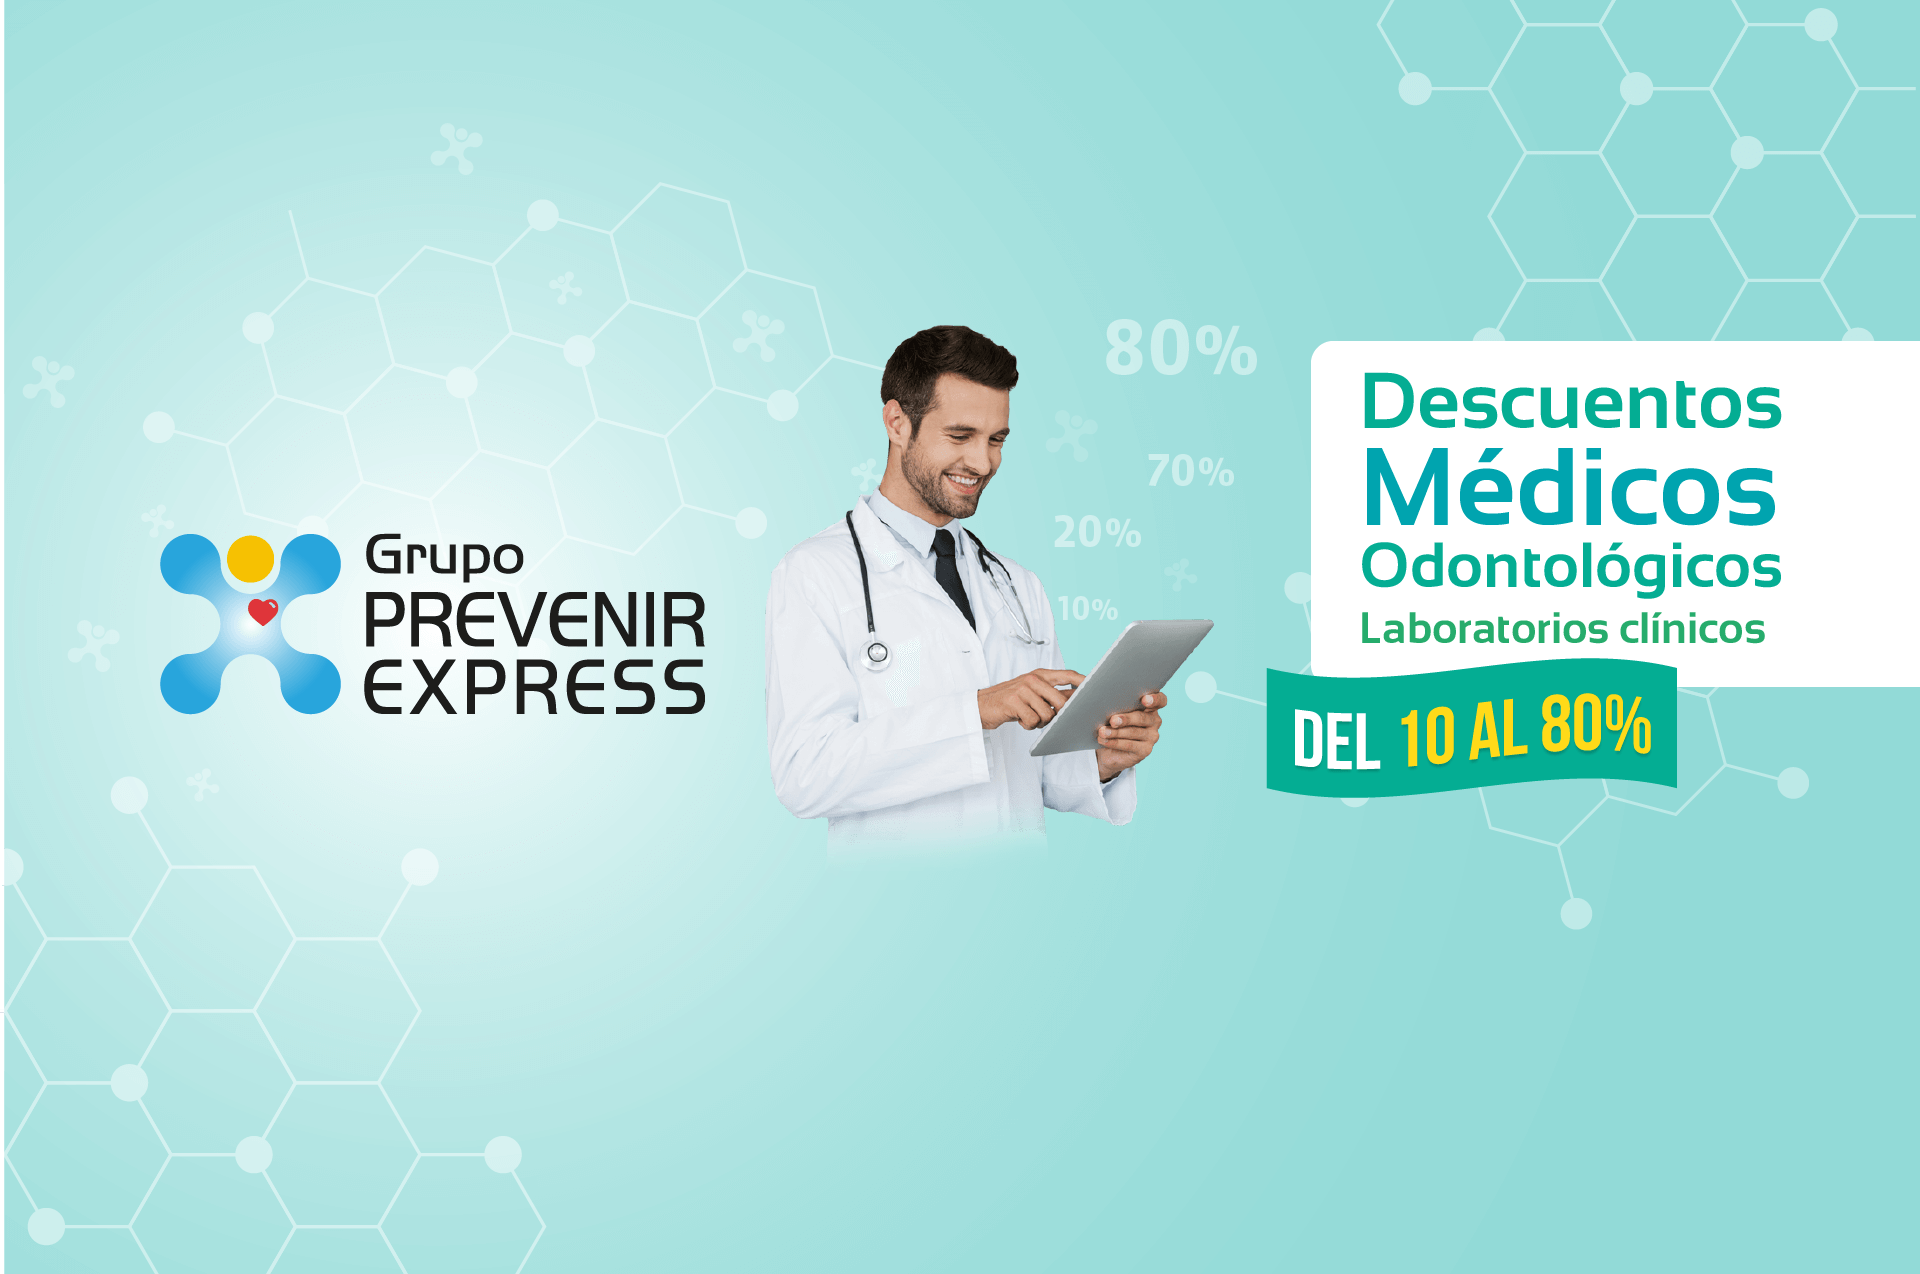 Grupo
PREVENIR
EXPRESS
80%
70%
20%
10%
Descuentos
Médicos
Odontológicos
Laboratorios clínicos
DEL 10 AL 80%